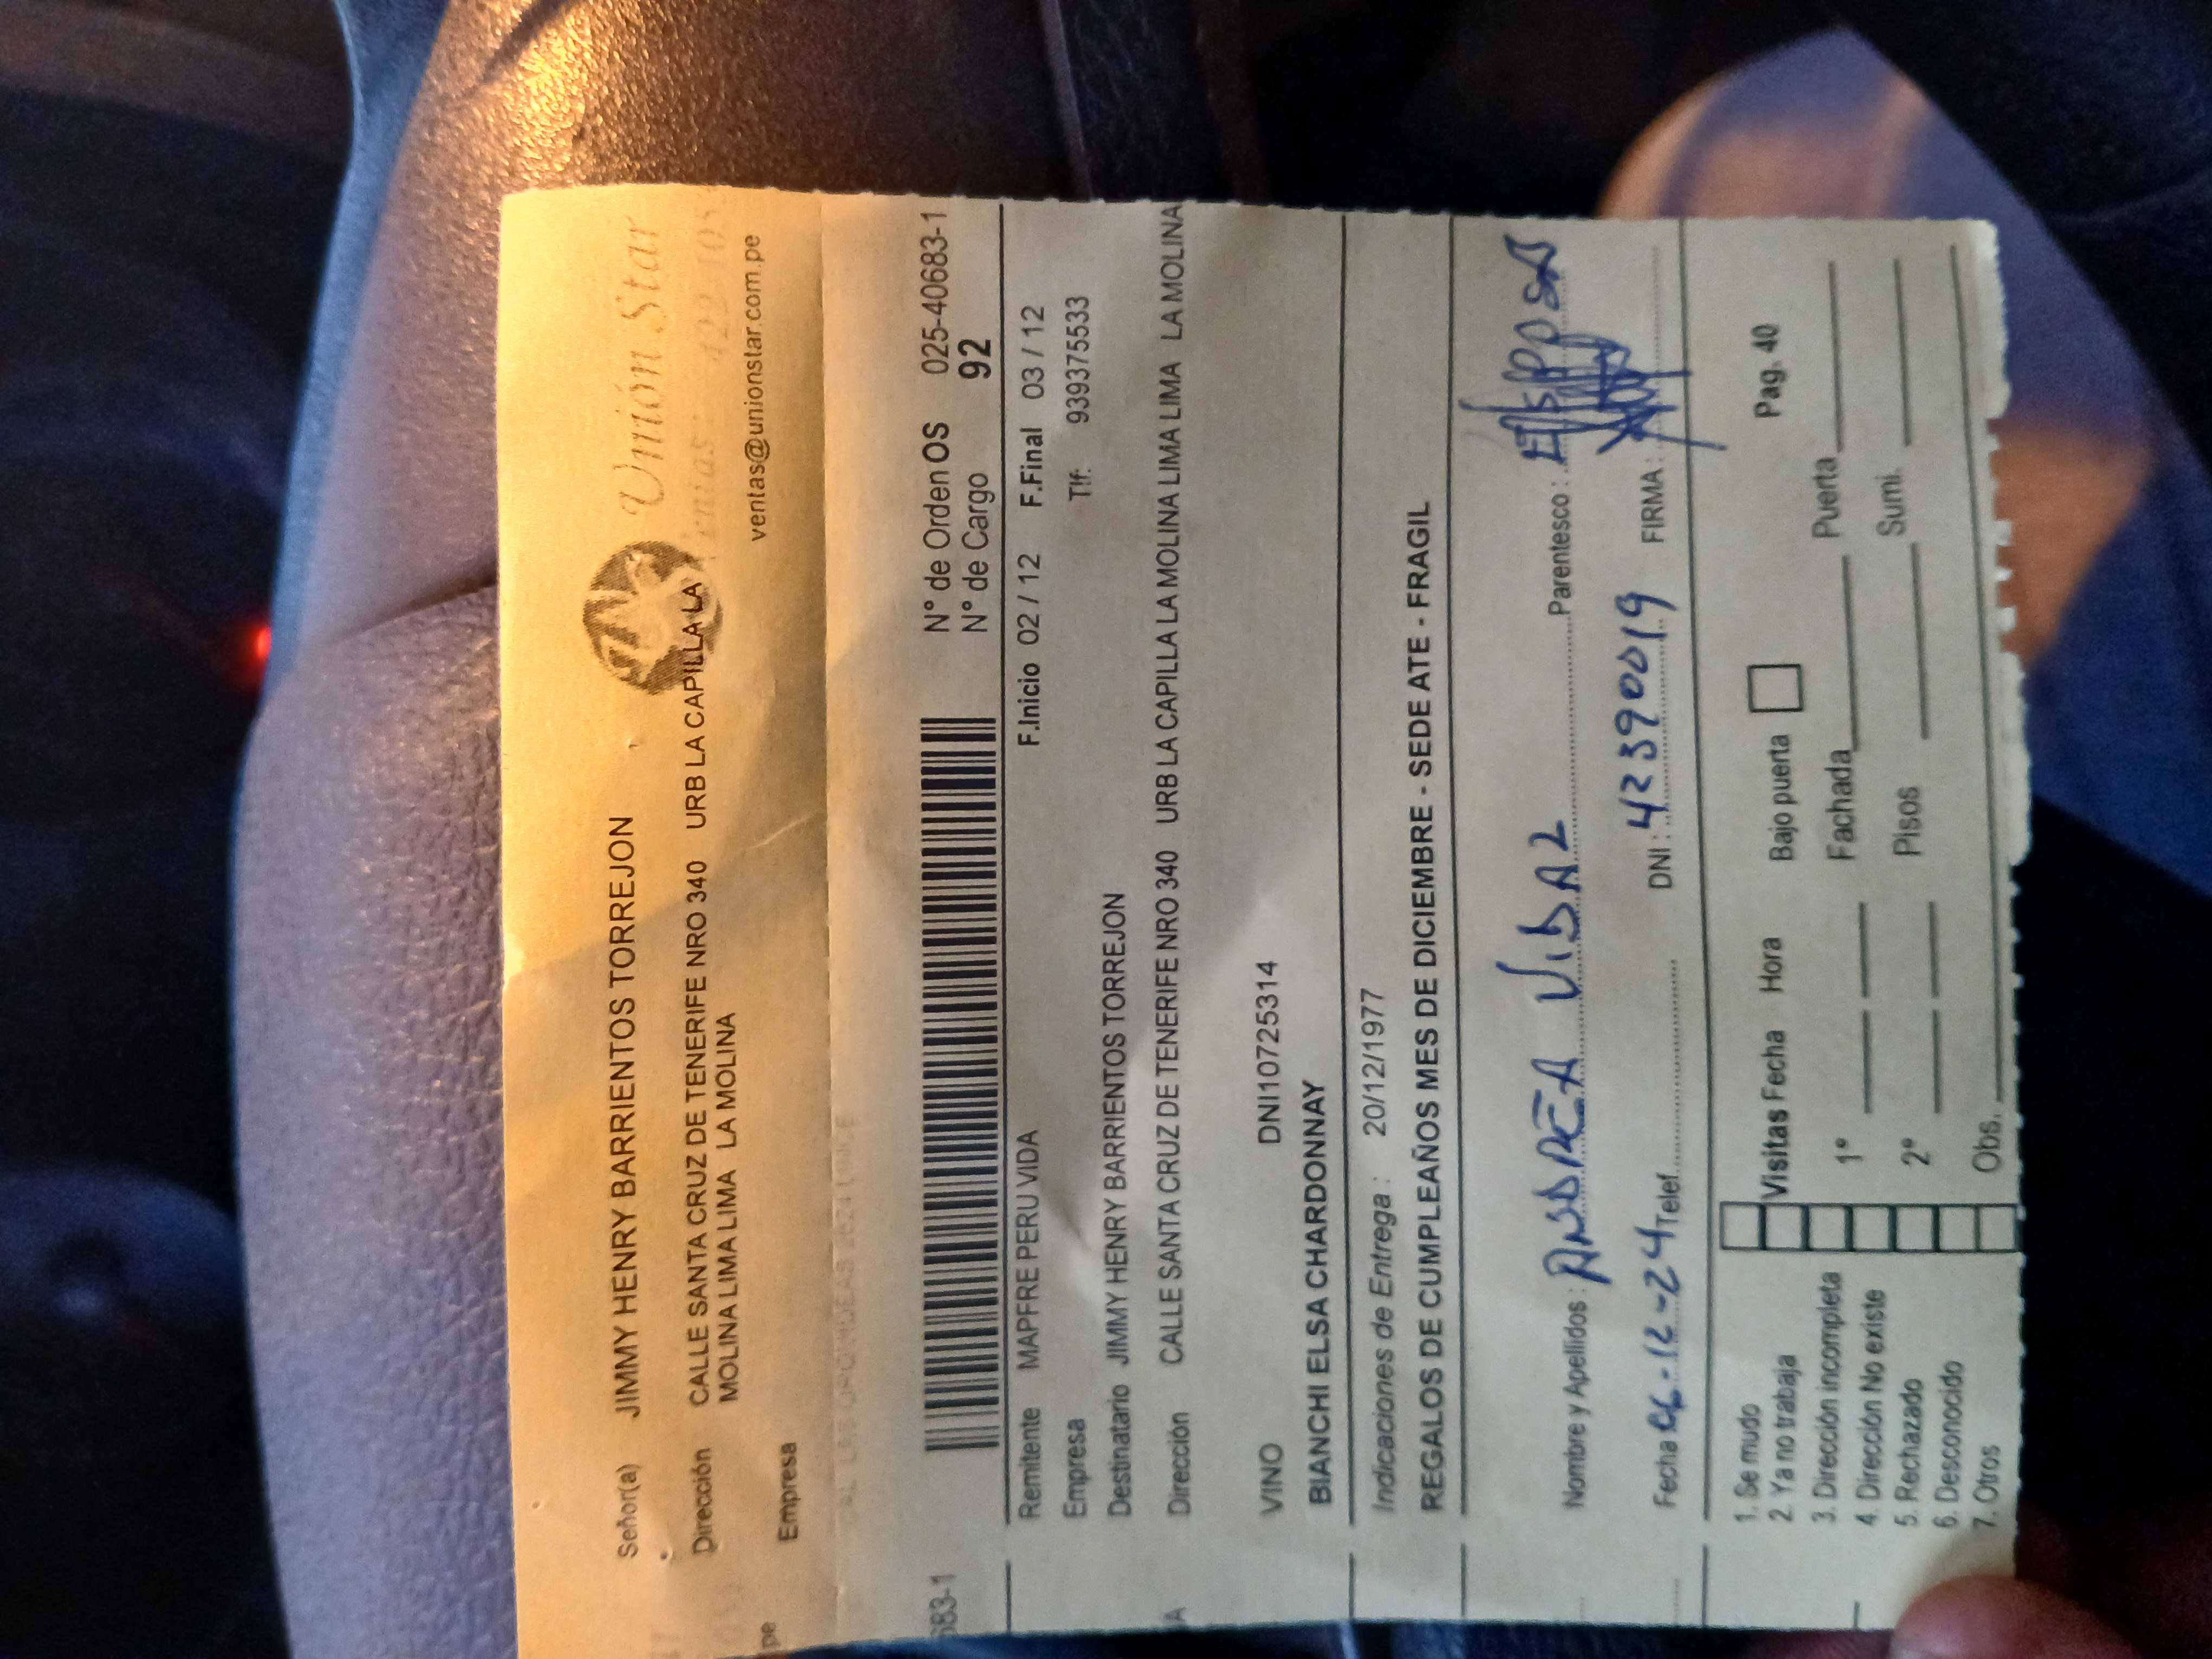 Unión Star
ventas@unionstar.com.pe
Señor(a) JIMMY HENRY BARRIENTOS TORREJON
Dirección CALLE SANTA CRUZ DE TENERIFE NRO 340 URB LA CAPILLA LA
MOLINA LIMA LIMA LA MOLINA
Empresa
pe
683-1
N° de Orden OS 025-40683-1
N° de Cargo 92
F.Inicio 02 / 12 F.Final 03 / 12
Remitente MAPFRE PERU VIDA
Empresa Tlf. 939375533
Destinatario JIMMY HENRY BARRIENTOS TORREJON
Dirección CALLE SANTA CRUZ DE TENERIFE NRO 340 URB LA CAPILLA LA MOLINA LIMA LIMA LA MOLINA
A
VINO DNI10725314
BIANCHI ELSA CHARDONNAY
Indicaciones de Entrega : 20/12/1977
REGALOS DE CUMPLEAÑOS MES DE DICIEMBRE - SEDE ATE - FRAGIL
Nombre y Apellidos : ANDREA VIDAL Parentesco :
Fecha -12-24 Telef. DNI : 42390019 FIRMA :
1. Se mudo
2. Ya no trabaja
3. Dirección incompleta
4. Dirección No existe
5. Rechazado
6. Desconocido
7. Otros
Visitas Fecha Hora Bajo puerta Pag. 40
1º Fachada Puerta
2º Pisos Sumi.
Obs.